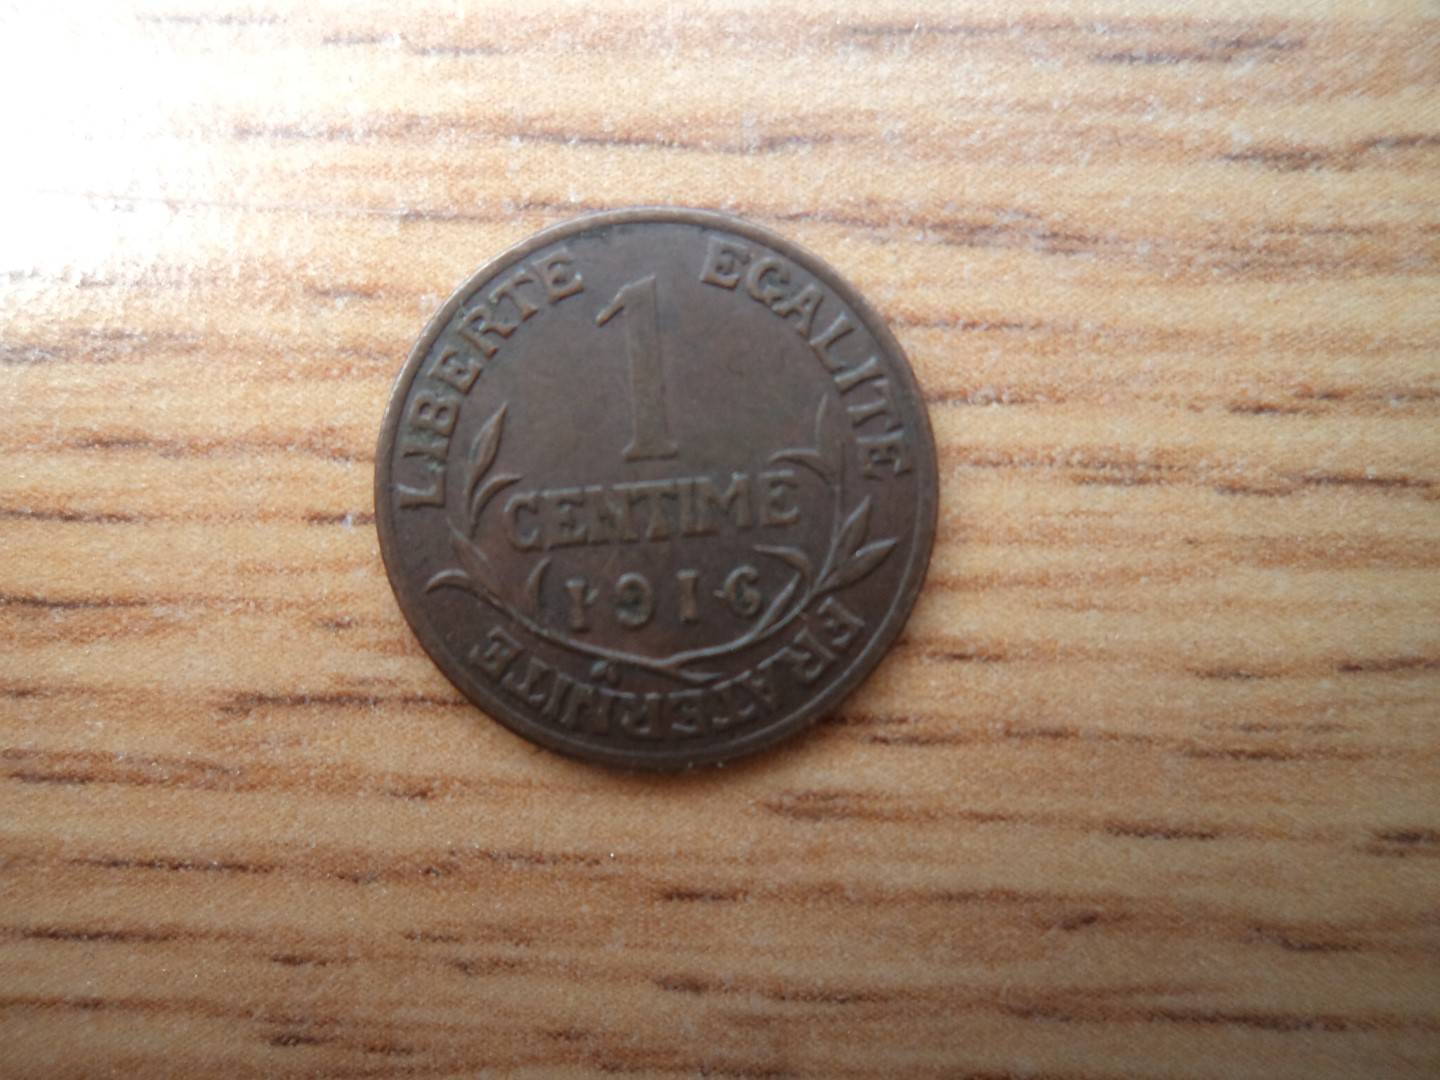 LIBERTE EGALITE
FRATERNITE
1
CENTIME
1916